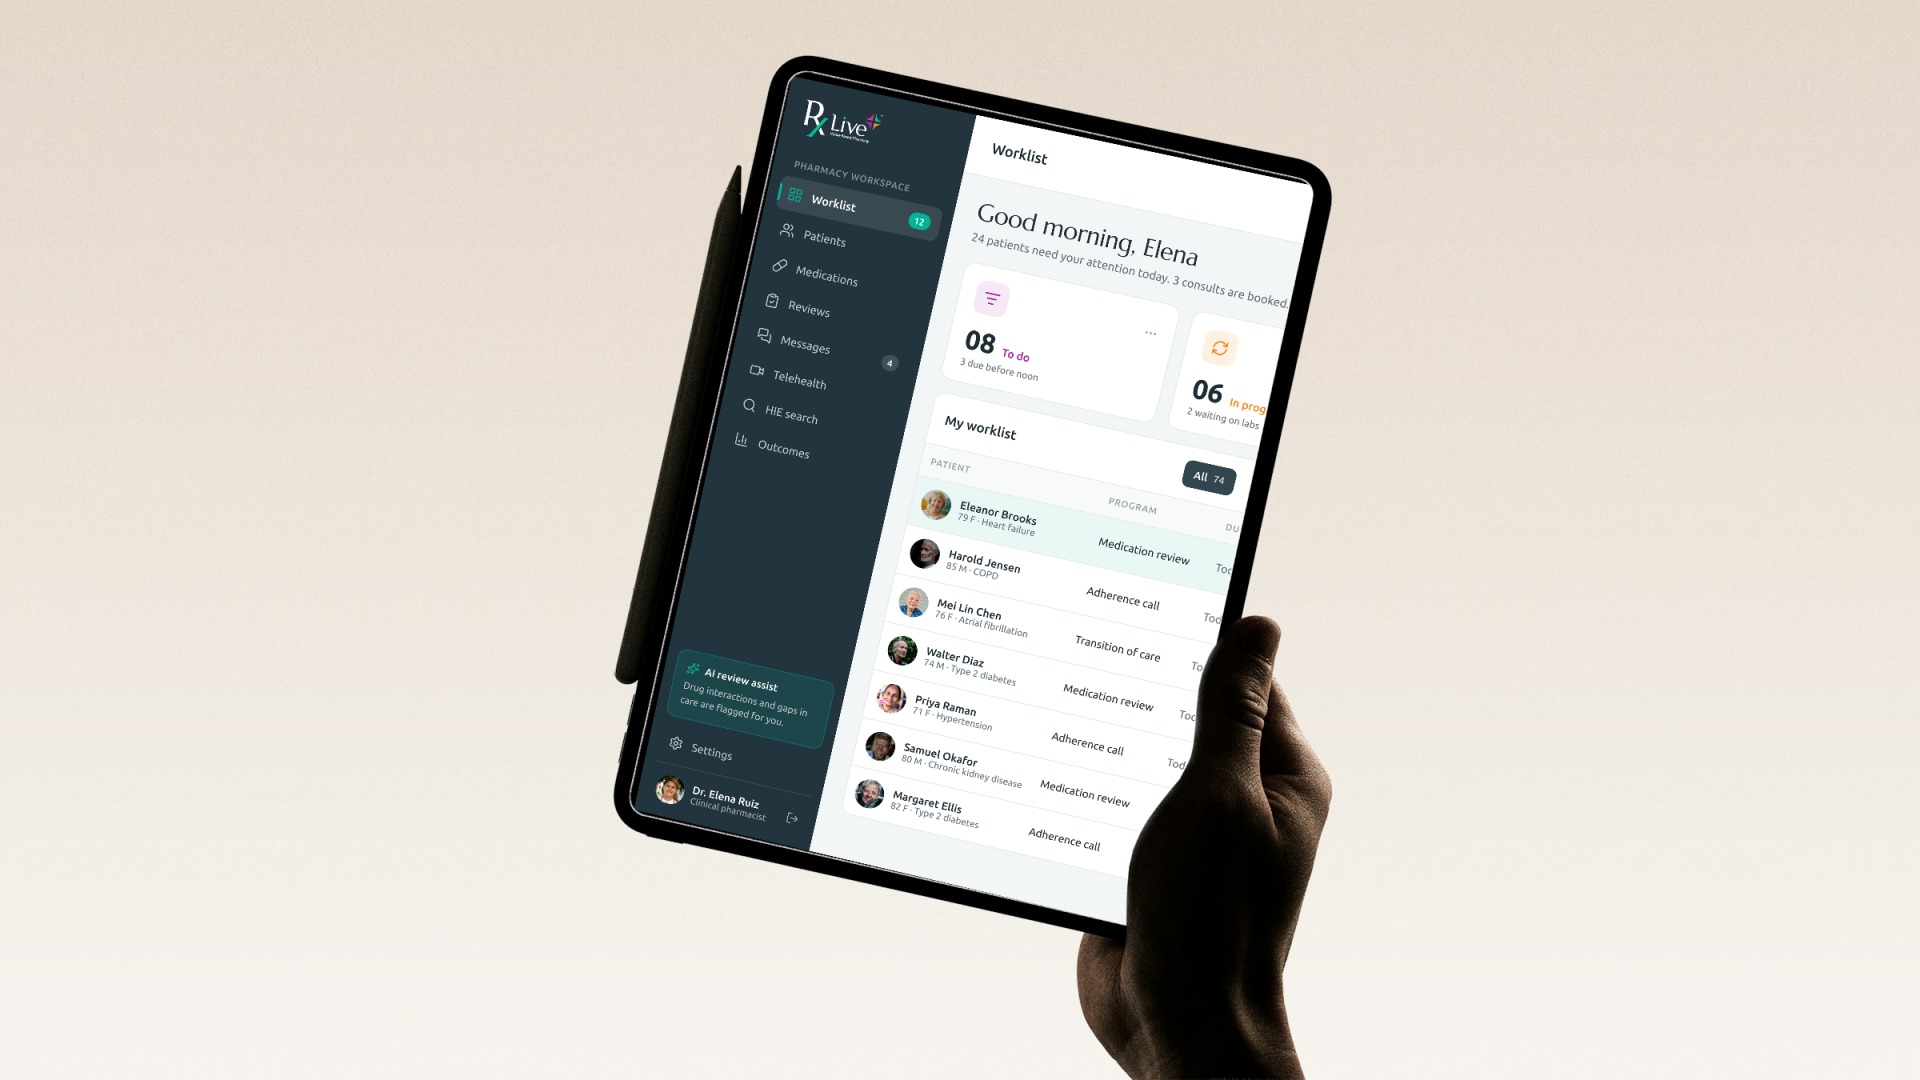 Rx Live
PHARMACY WORKSPACE
Worklist 12
Patients
Medications
Reviews
Messages 4
Telehealth
HIE search
Outcomes
AI review assist
Drug interactions and gaps in
care are flagged for you.
Settings
Dr. Elena Ruiz
Clinical pharmacist
Worklist
Good morning, Elena
24 patients need your attention today. 3 consults are booked.
08 To do
3 due before noon
06 In prog
2 waiting on labs
My worklist
All 74
PATIENT PROGRAM DU
Eleanor Brooks
79 F · Heart failure
Medication review
Harold Jensen
85 M · COPD
Adherence call
Mei Lin Chen
76 F · Atrial fibrillation
Transition of care
Walter Diaz
74 M · Type 2 diabetes
Medication review
Priya Raman
71 F · Hypertension
Adherence call
Tod
Samuel Okafor
80 M · Chronic kidney disease
Medication review
Margaret Ellis
82 F · Type 2 diabetes
Adherence call